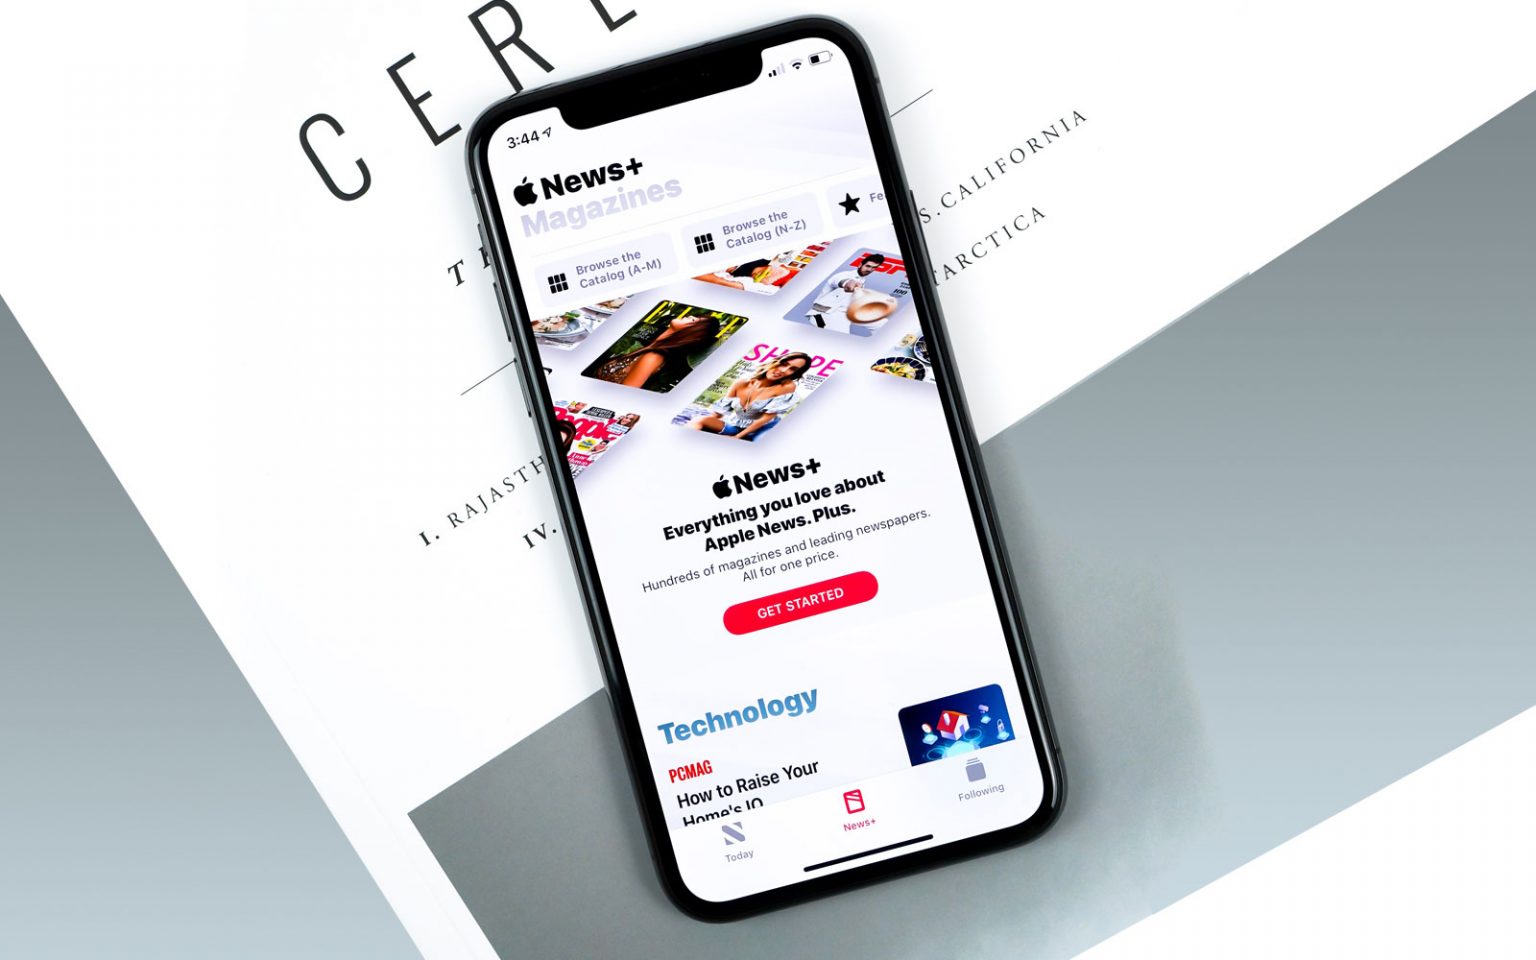 CERE
I. RAJASTH
IV.
S. CALIFORNIA
TARCTICA
3:44
News+
Magazines
Browse the
Catalog (A-M)
Browse the
Catalog (N-Z)
Fe
ELLE
SHAPE
People
News+
Everything you love about
Apple News. Plus.
Hundreds of magazines and leading newspapers.
All for one price.
GET STARTED
Technology
PCMAG
How to Raise Your
Home's IQ
Today
News+
Following